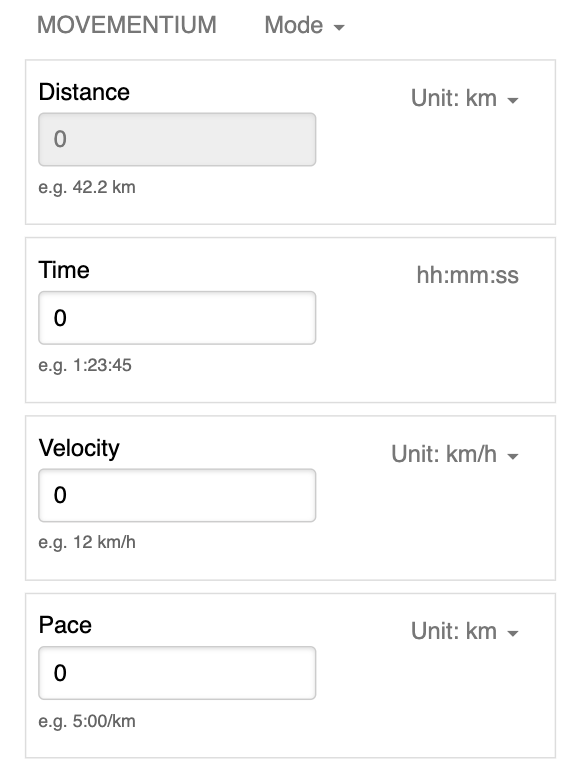 MOVEMENTIUM Mode
Distance
Unit: km
0
e.g. 42.2 km
Time
hh:mm:ss
0
e.g. 1:23:45
Velocity
Unit: km/h
0
e.g. 12 km/h
Pace
Unit: km
0
e.g. 5:00/km